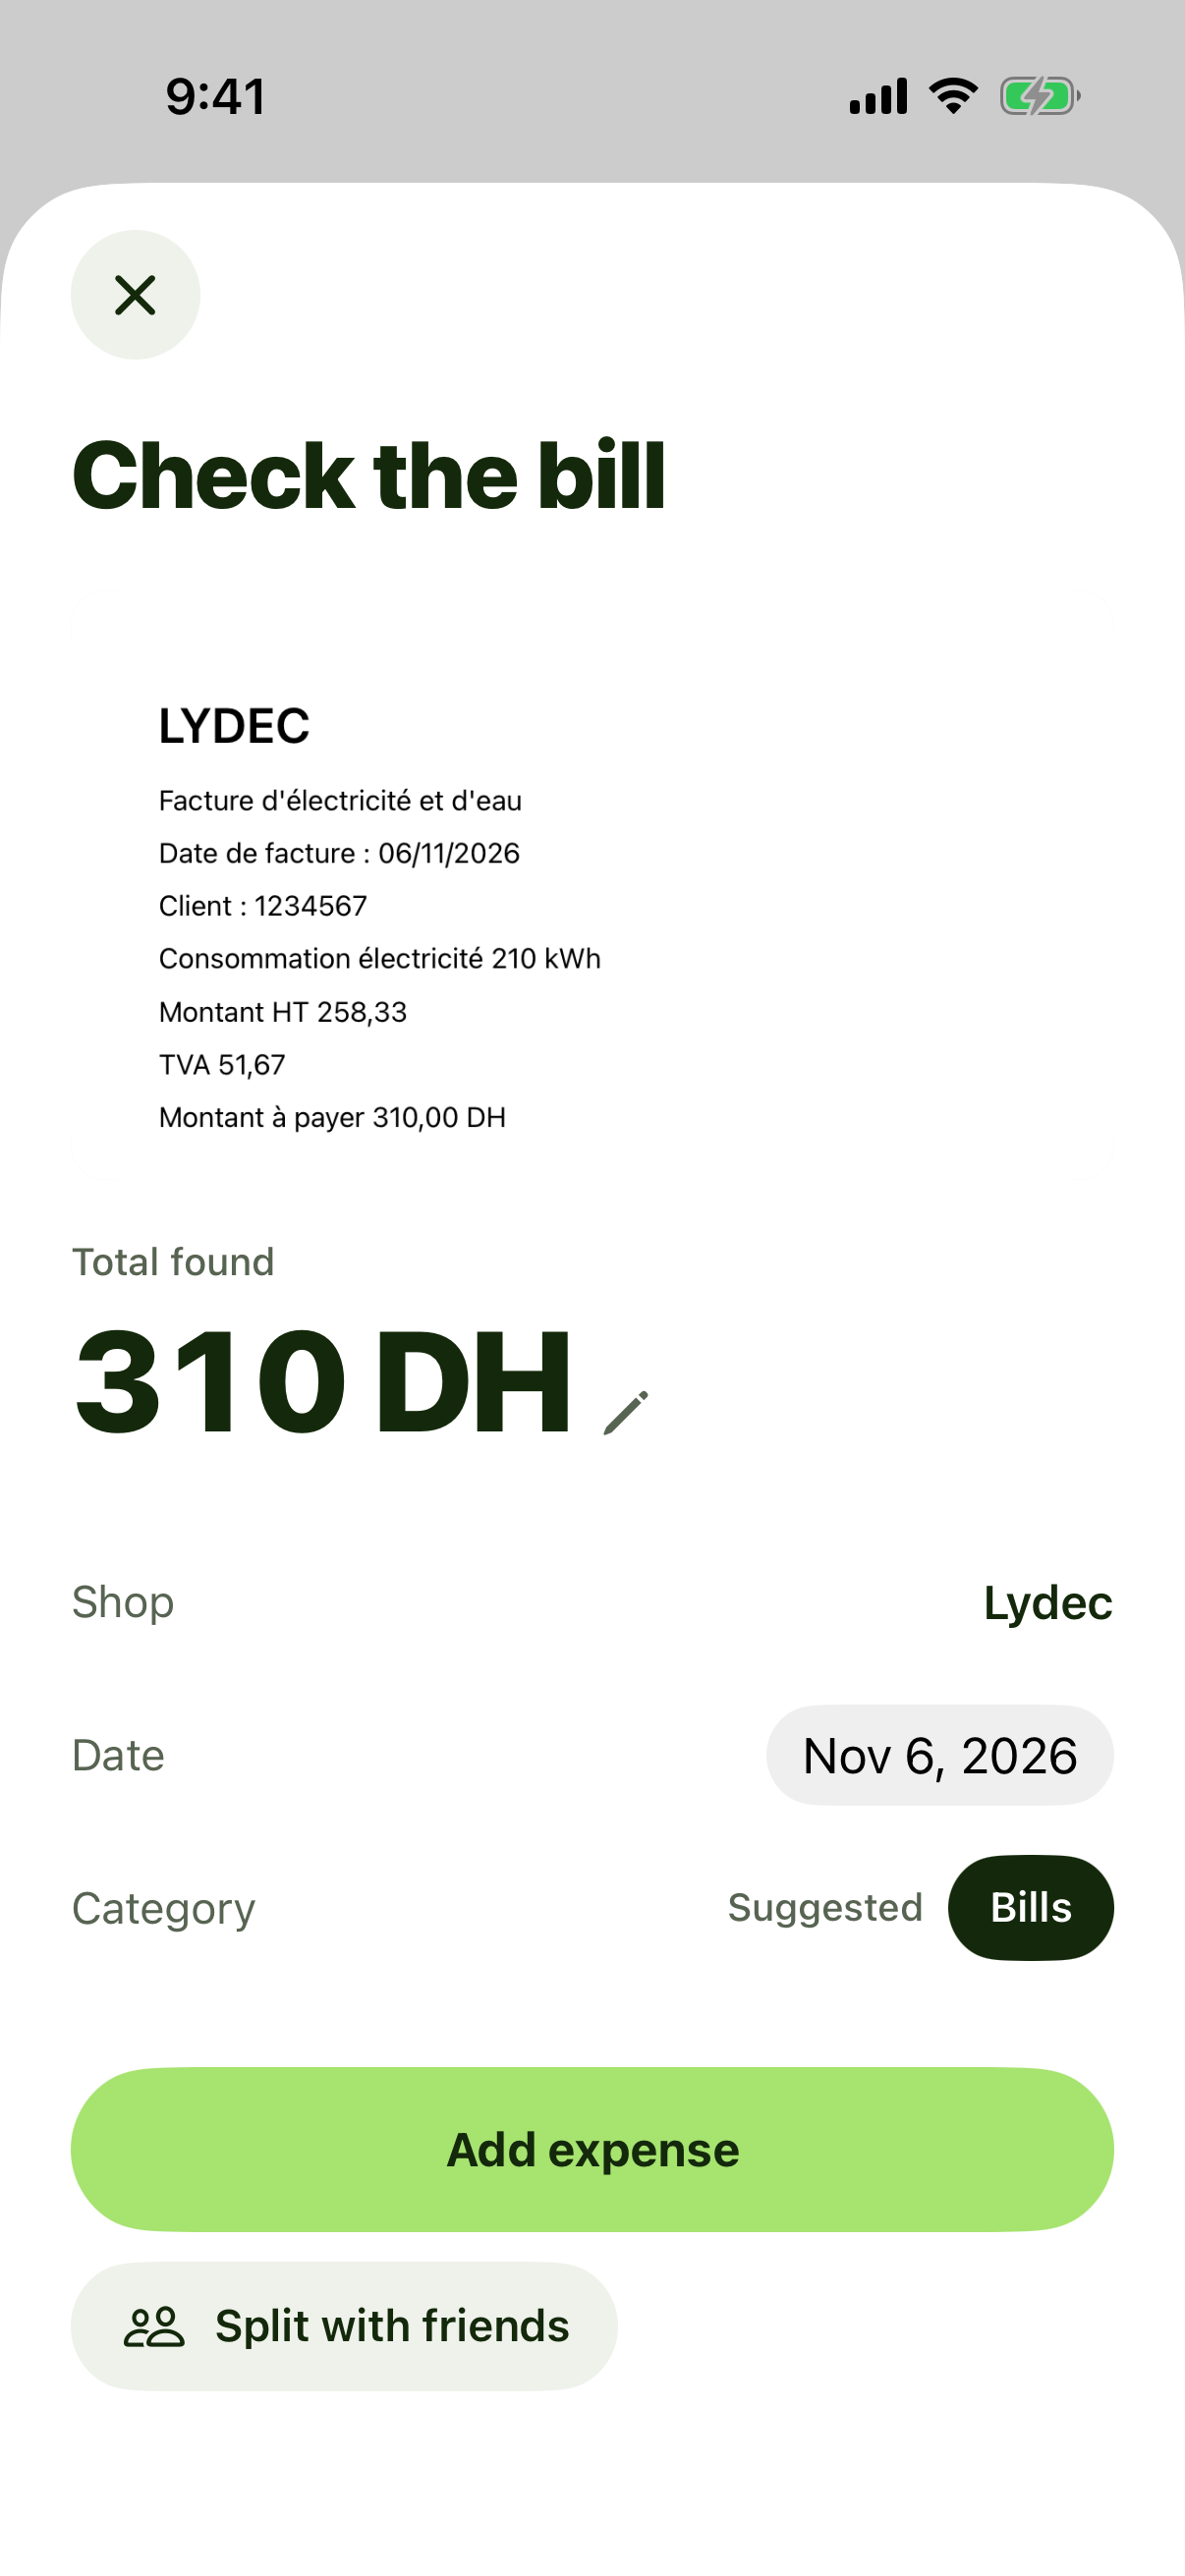 9:41
Check the bill
LYDEC
Facture d'électricité et d'eau
Date de facture : 06/11/2026
Client : 1234567
Consommation électricité 210 kWh
Montant HT 258,33
TVA 51,67
Montant à payer 310,00 DH
Total found
310 DH
Shop Lydec
Date Nov 6, 2026
Category Suggested Bills
Add expense
Split with friends